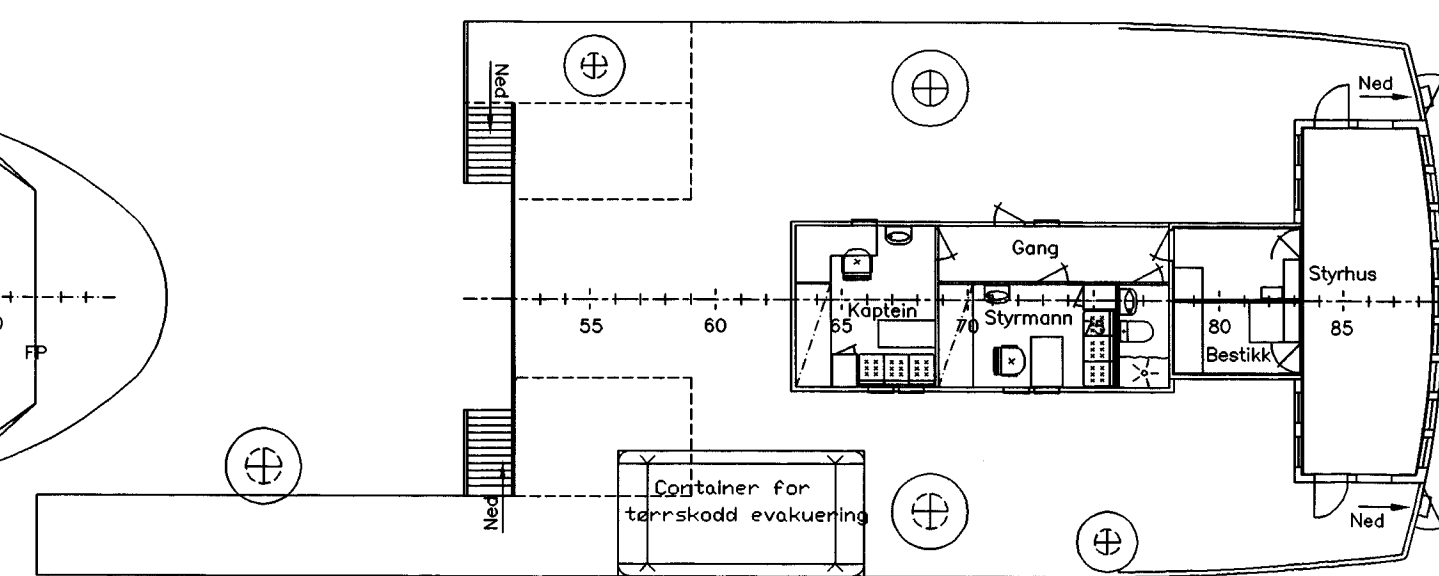 Ned
Ned
Gang
Styrhus
Kaptein
Styrmann
55
60
65
70
75
80
85
Bestikk
FP
Container for
tørrskodd evakuering
Ned
Ned